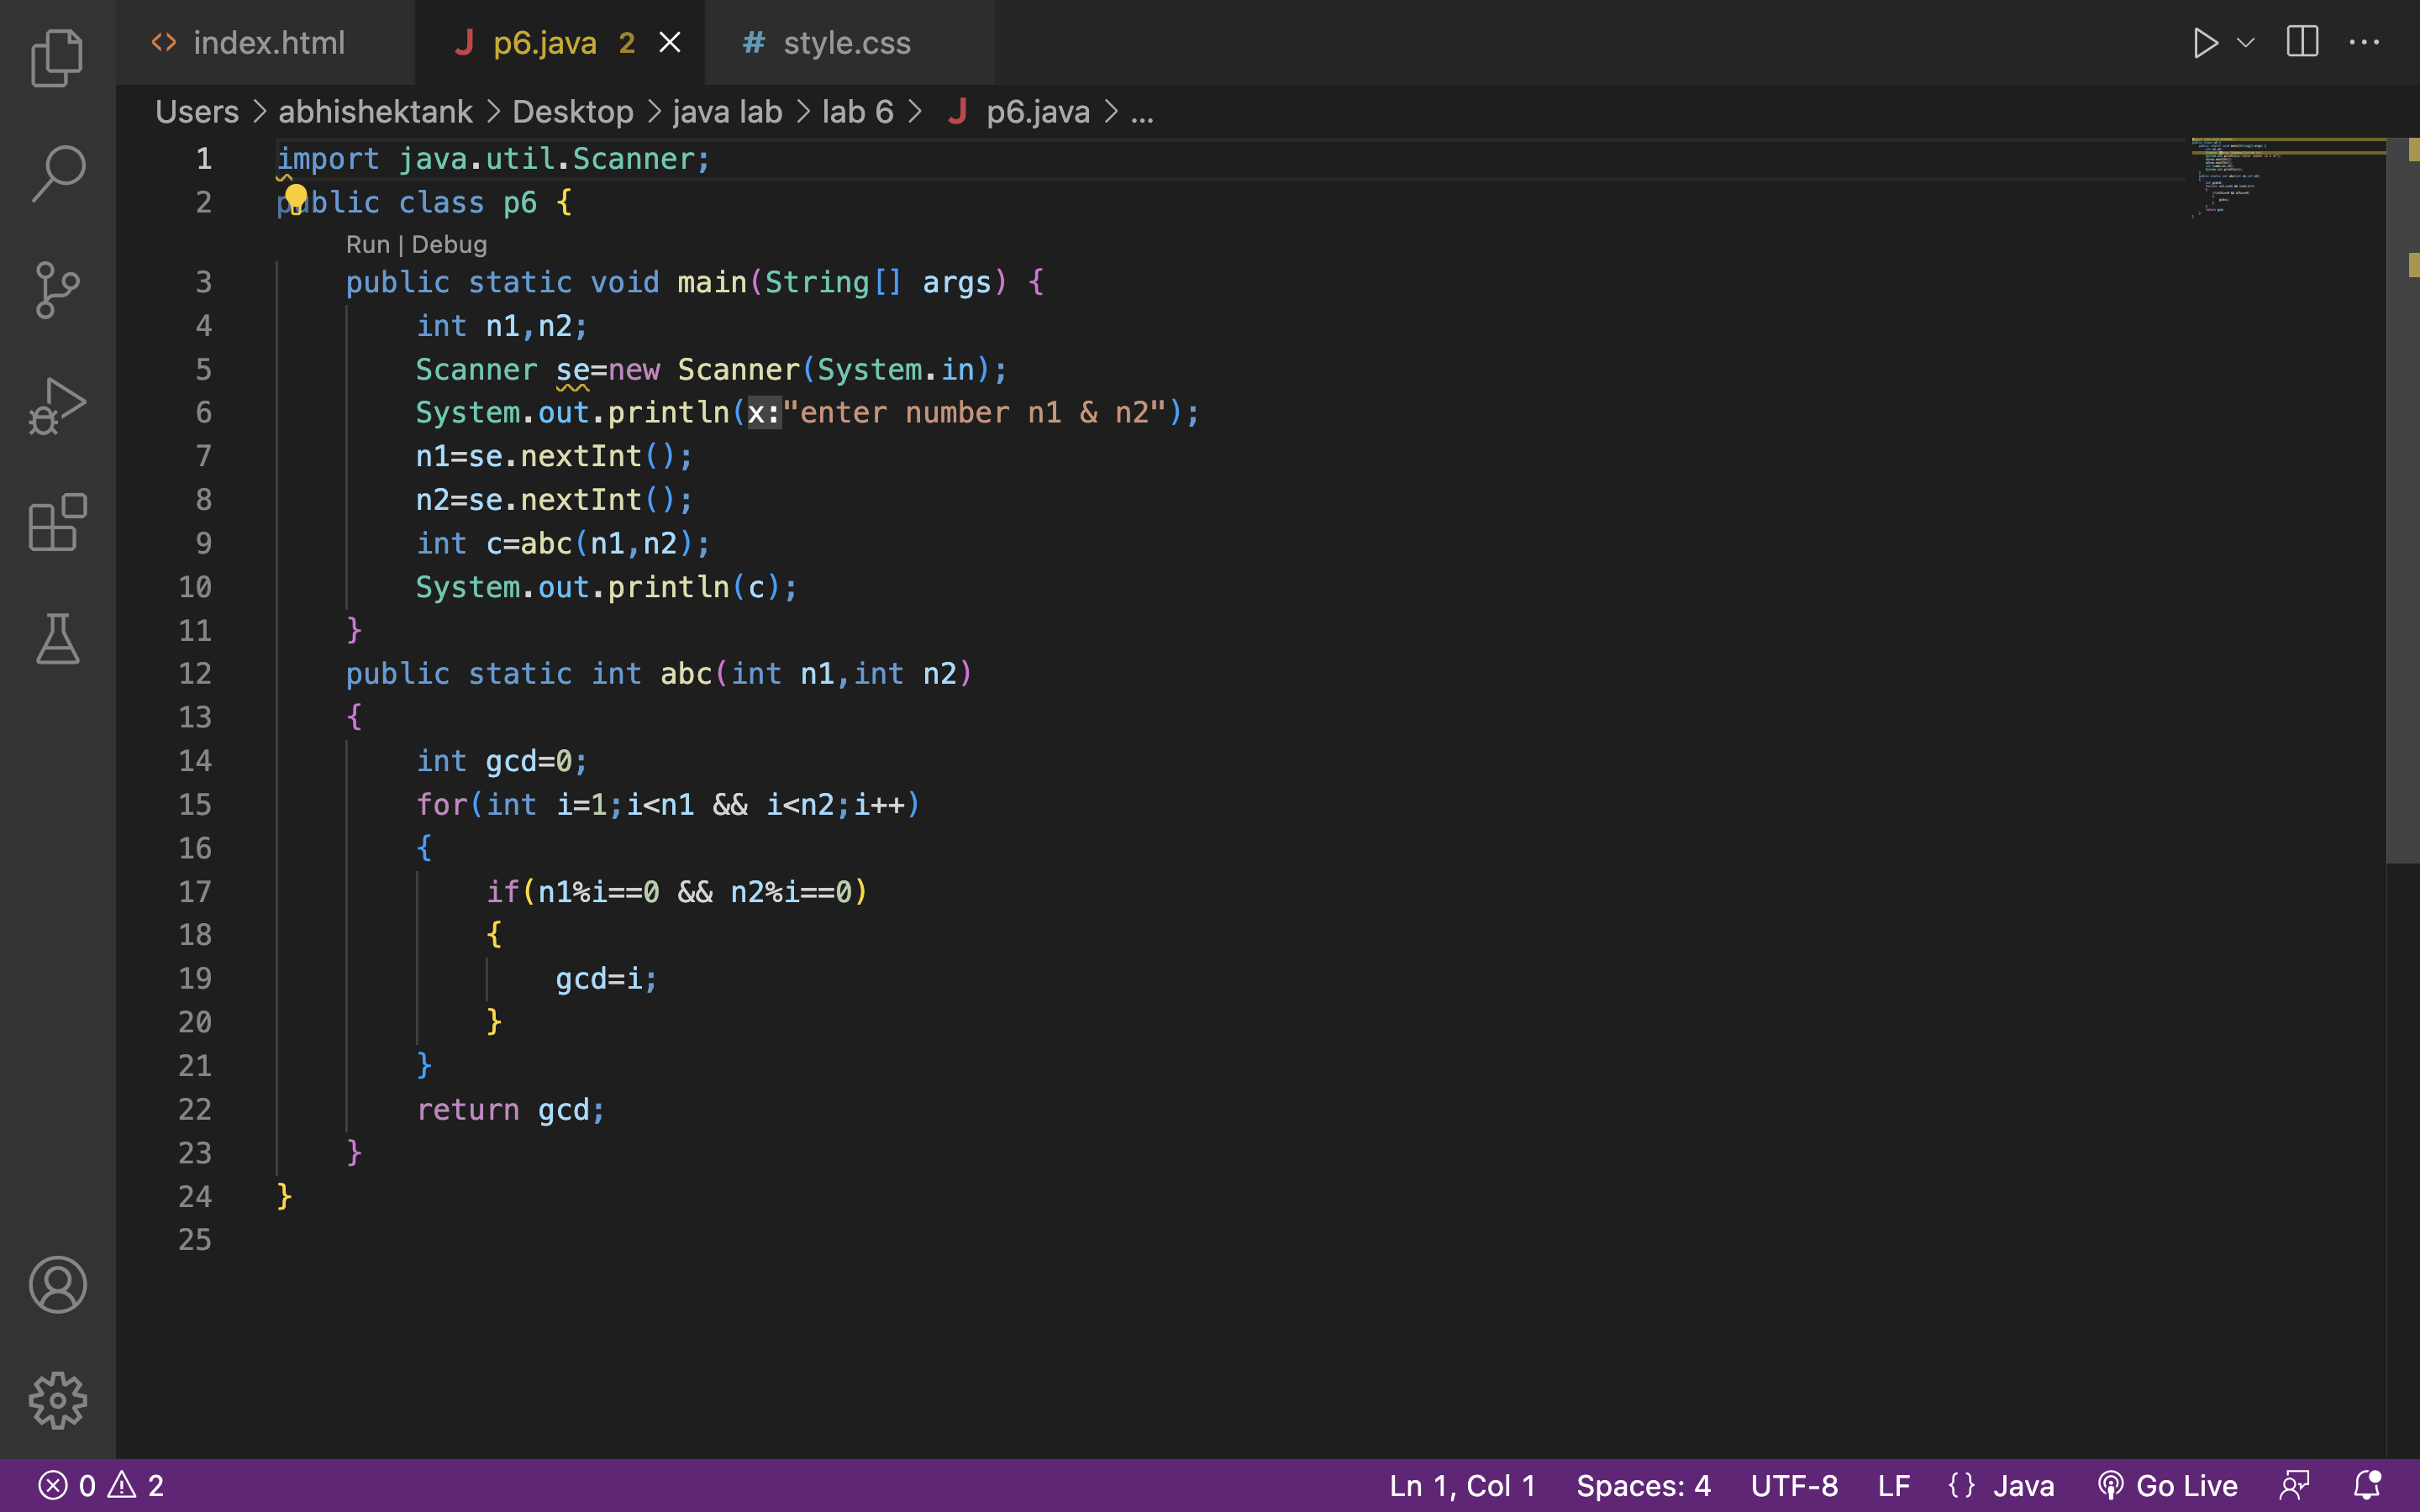 index.html p6.java 2 style.css
Users > abhishektank > Desktop > java lab > lab 6 > p6.java > ...
1 import java.util.Scanner;
2 public class p6 {
Run | Debug
3 public static void main(String[] args) {
4 int n1,n2;
5 Scanner se=new Scanner(System.in);
6 System.out.println(x:"enter number n1 & n2");
7 n1=se.nextInt();
8 n2=se.nextInt();
9 int c=abc(n1,n2);
10 System.out.println(c);
11 }
12 public static int abc(int n1,int n2)
13 {
14 int gcd=0;
15 for(int i=1;i<n1 && i<n2;i++)
16 {
17 if(n1%i==0 && n2%i==0)
18 {
19 gcd=i;
20 }
21 }
22 return gcd;
23 }
24 }
25
0 2 Ln 1, Col 1 Spaces: 4 UTF-8 LF {} Java Go Live